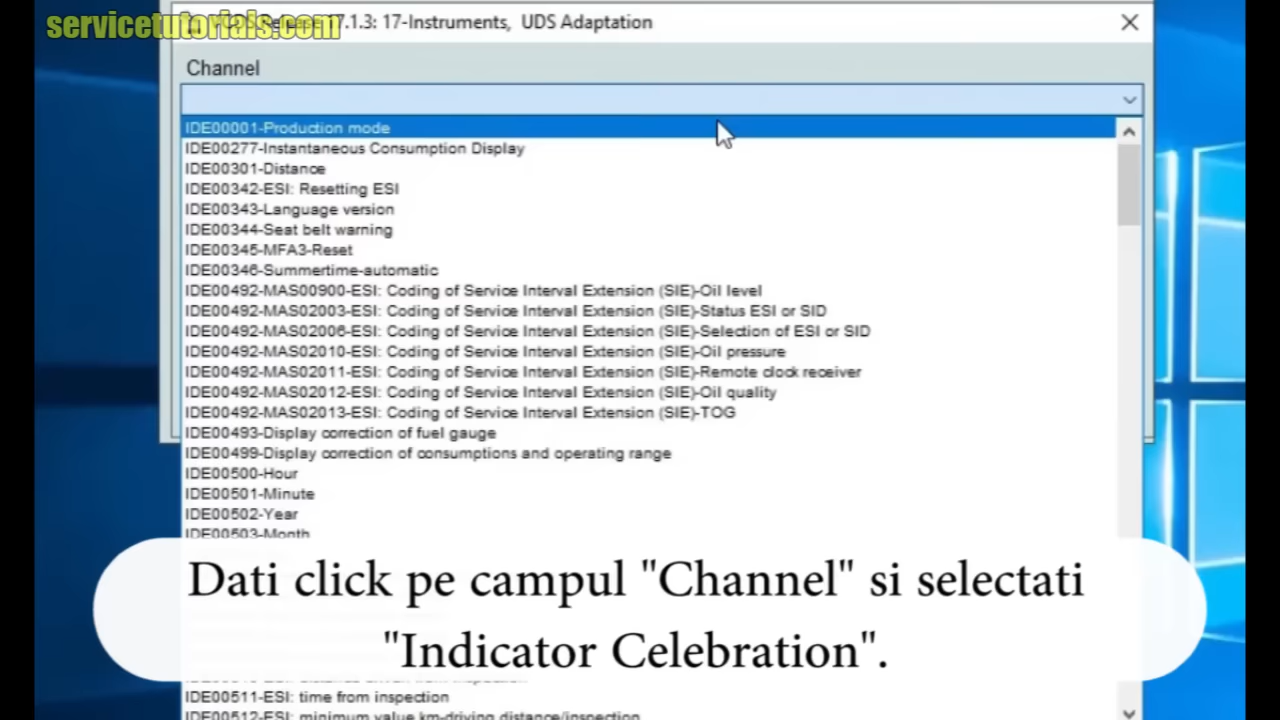 servicetutorials.com
7.1.3: 17-Instruments, UDS Adaptation
Channel
IDE00001-Production mode
IDE00277-Instantaneous Consumption Display
IDE00301-Distance
IDE00342-ESI: Resetting ESI
IDE00343-Language version
IDE00344-Seat belt warning
IDE00345-MFA3-Reset
IDE00346-Summertime-automatic
IDE00492-MAS00900-ESI: Coding of Service Interval Extension (SIE)-Oil level
IDE00492-MAS02003-ESI: Coding of Service Interval Extension (SIE)-Status ESI or SID
IDE00492-MAS02006-ESI: Coding of Service Interval Extension (SIE)-Selection of ESI or SID
IDE00492-MAS02010-ESI: Coding of Service Interval Extension (SIE)-Oil pressure
IDE00492-MAS02011-ESI: Coding of Service Interval Extension (SIE)-Remote clock receiver
IDE00492-MAS02012-ESI: Coding of Service Interval Extension (SIE)-Oil quality
IDE00492-MAS02013-ESI: Coding of Service Interval Extension (SIE)-TOG
IDE00493-Display correction of fuel gauge
IDE00499-Display correction of consumptions and operating range
IDE00500-Hour
IDE00501-Minute
IDE00502-Year
IDE00503-Month
Dati click pe campul "Channel" si selectati
"Indicator Celebration".
IDE00511-ESI: time from inspection
IDE00512-ESI: minimum value km-driving distance/inspection